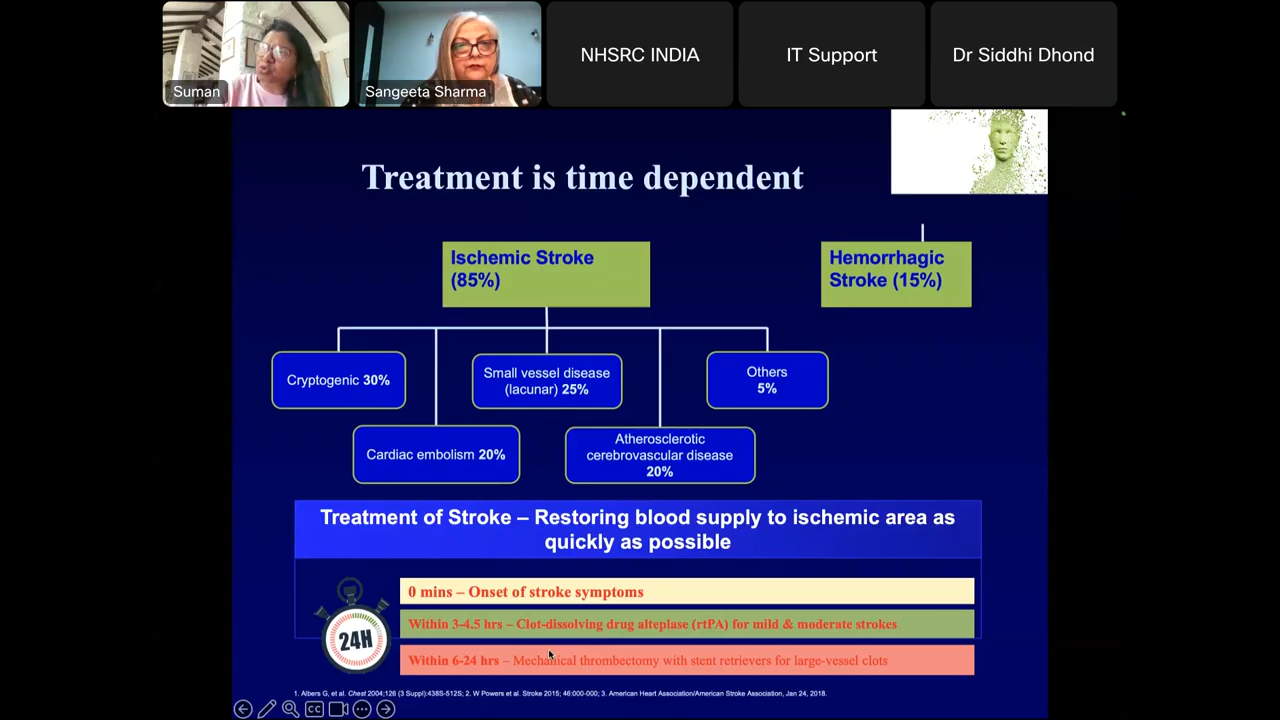 Suman
Sangeeta Sharma
NHSRC INDIA
IT Support
Dr Siddhi Dhond
Treatment is time dependent
Ischemic Stroke
(85%)
Hemorrhagic
Stroke (15%)
Cryptogenic 30%
Small vessel disease
(lacunar) 25%
Others
5%
Cardiac embolism 20%
Atherosclerotic
cerebrovascular disease
20%
Treatment of Stroke – Restoring blood supply to ischemic area as
quickly as possible
24H
0 mins – Onset of stroke symptoms
Within 3-4.5 hrs – Clot-dissolving drug alteplase (rtPA) for mild & moderate strokes
Within 6-24 hrs – Mechanical thrombectomy with stent retrievers for large-vessel clots
1. Albers G, et al. Chest 2004;126 (3 Suppl):438S-512S; 2. W Powers et al. Stroke 2015; 46:000-000; 3. American Heart Association/American Stroke Association, Jan 24, 2018.
CC